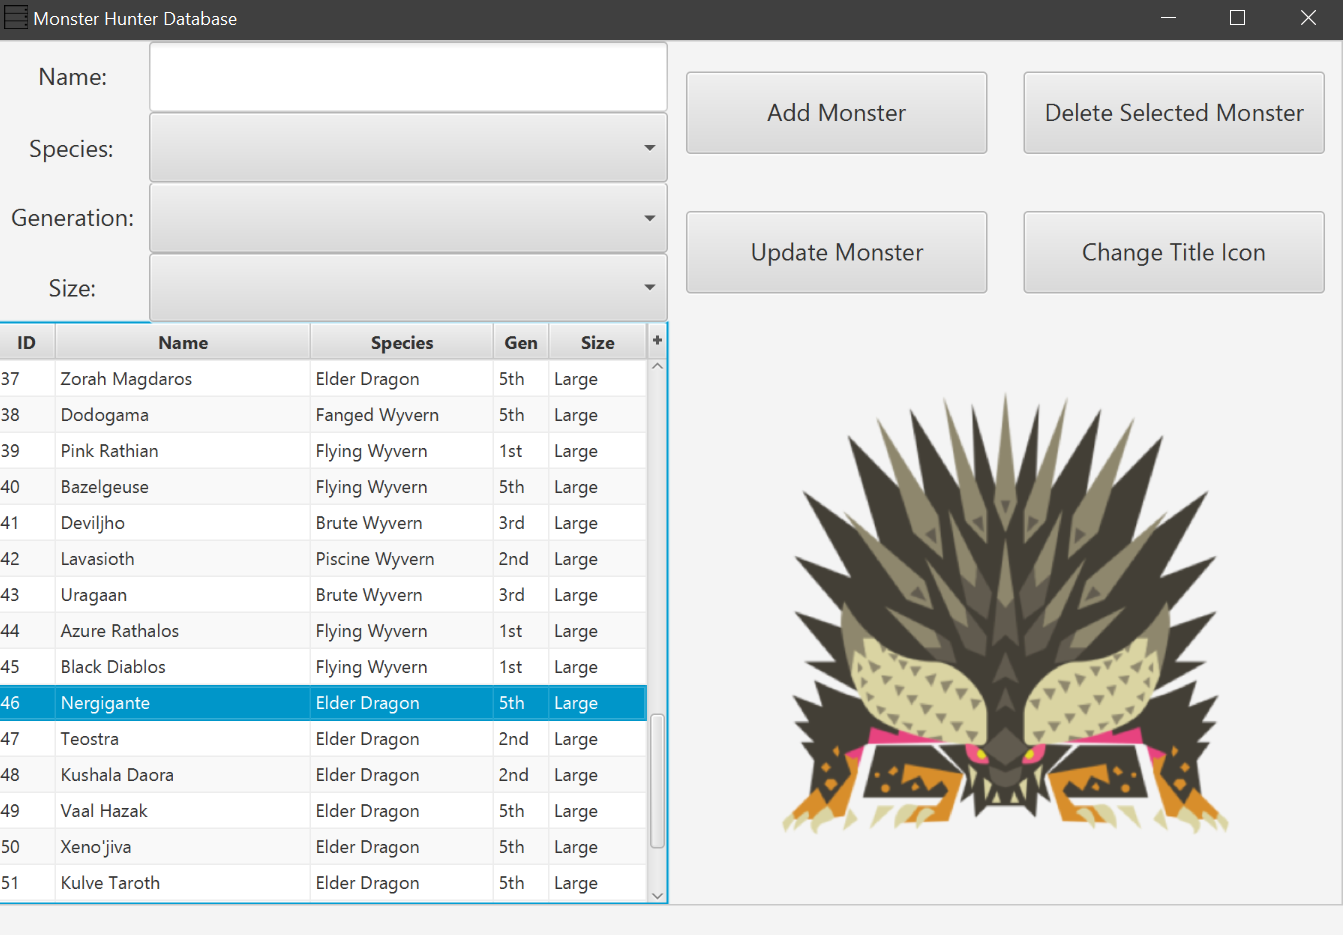 Monster Hunter Database
Name:
Species:
Generation:
Size:
Add Monster
Delete Selected Monster
Update Monster
Change Title Icon
ID Name Species Gen Size +
37 Zorah Magdaros Elder Dragon 5th Large
38 Dodogama Fanged Wyvern 5th Large
39 Pink Rathian Flying Wyvern 1st Large
40 Bazelgeuse Flying Wyvern 5th Large
41 Deviljho Brute Wyvern 3rd Large
42 Lavasioth Piscine Wyvern 2nd Large
43 Uragaan Brute Wyvern 3rd Large
44 Azure Rathalos Flying Wyvern 1st Large
45 Black Diablos Flying Wyvern 1st Large
46 Nergigante Elder Dragon 5th Large
47 Teostra Elder Dragon 2nd Large
48 Kushala Daora Elder Dragon 2nd Large
49 Vaal Hazak Elder Dragon 5th Large
50 Xeno'jiva Elder Dragon 5th Large
51 Kulve Taroth Elder Dragon 5th Large